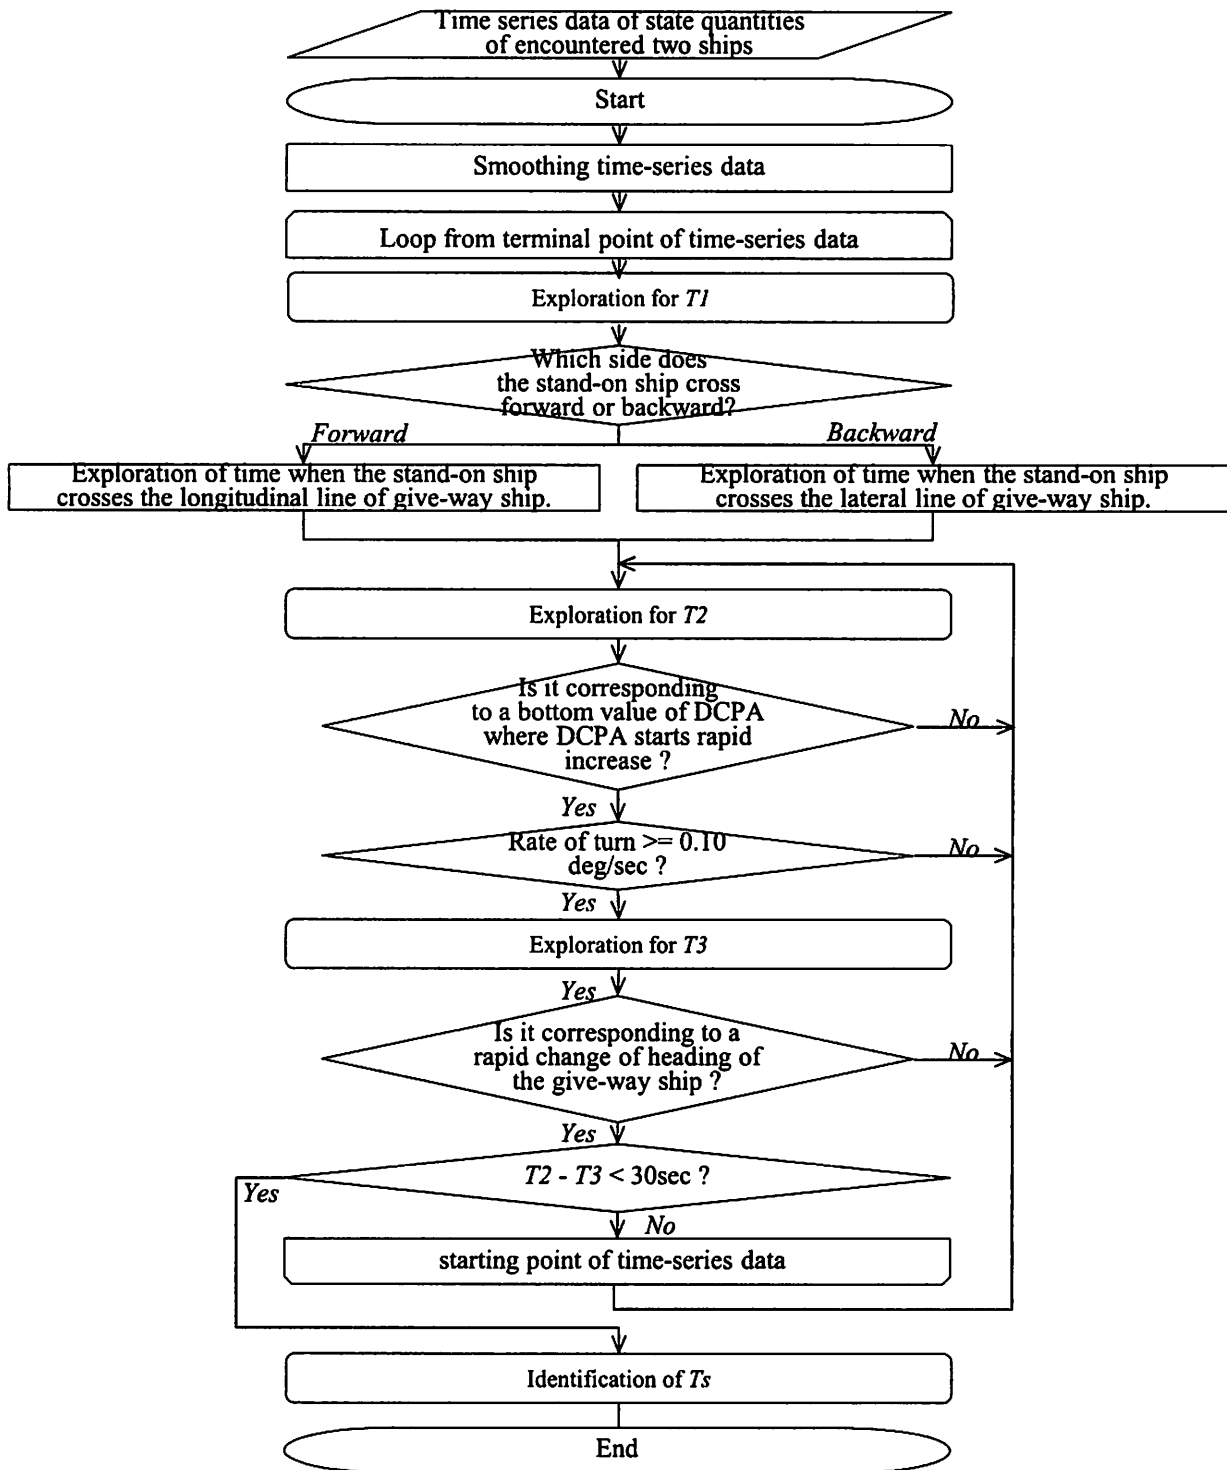 Time series data of state quantities
of encountered two ships
Start
Smoothing time-series data
Loop from terminal point of time-series data
Exploration for T1
Which side does
the stand-on ship cross
forward or backward?
Forward
Backward
Exploration of time when the stand-on ship
crosses the longitudinal line of give-way ship.
Exploration of time when the stand-on ship
crosses the lateral line of give-way ship.
Exploration for T2
Is it corresponding
to a bottom value of DCPA
where DCPA starts rapid
increase ?
No
Yes
Rate of turn >= 0.10
deg/sec ?
No
Yes
Exploration for T3
Yes
Is it corresponding to a
rapid change of heading of
the give-way ship ?
No
Yes
T2 - T3 < 30sec ?
Yes
No
starting point of time-series data
Identification of Ts
End